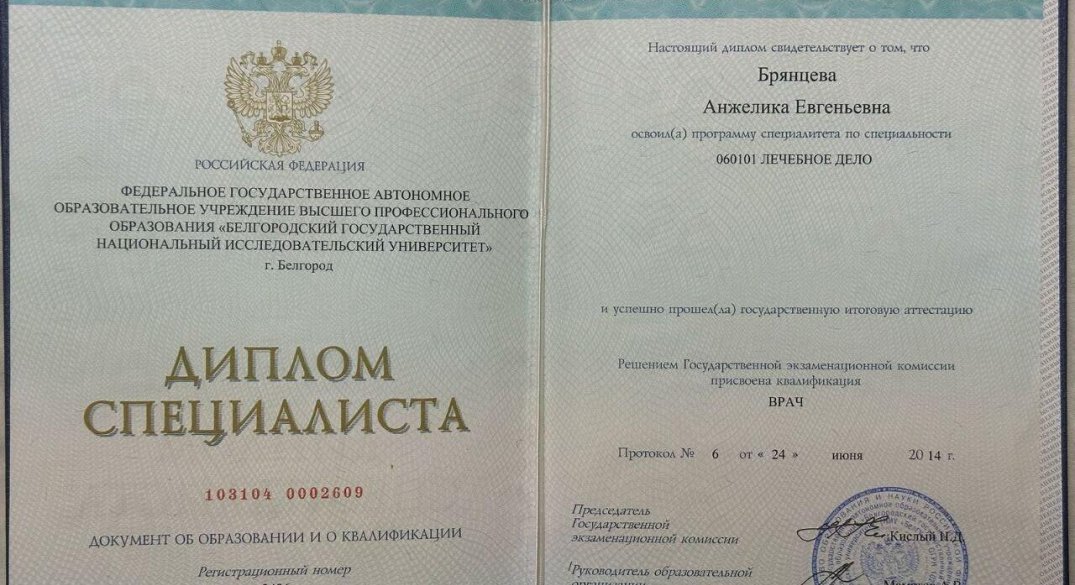 РОССИЙСКАЯ ФЕДЕРАЦИЯ
ФЕДЕРАЛЬНОЕ ГОСУДАРСТВЕННОЕ АВТОНОМНОЕ
ОБРАЗОВАТЕЛЬНОЕ УЧРЕЖДЕНИЕ ВЫСШЕГО ПРОФЕССИОНАЛЬНОГО
ОБРАЗОВАНИЯ «БЕЛГОРОДСКИЙ ГОСУДАРСТВЕННЫЙ
НАЦИОНАЛЬНЫЙ ИССЛЕДОВАТЕЛЬСКИЙ УНИВЕРСИТЕТ»
г. Белгород
ДИПЛОМ
СПЕЦИАЛИСТА
103104 0002609
ДОКУМЕНТ ОБ ОБРАЗОВАНИИ И О КВАЛИФИКАЦИИ
Регистрационный номер
Настоящий диплом свидетельствует о том, что
Брянцева
Анжелика Евгеньевна
освоил(а) программу специалитета по специальности
060101 ЛЕЧЕБНОЕ ДЕЛО
и успешно прошел(ла) государственную итоговую аттестацию
Решением Государственной экзаменационной комиссии
присвоена квалификация
ВРАЧ
Протокол № 6 от « 24 » июня 2014 г.
Председатель
Государственной
экзаменационной комиссии
Кислый Н.Д.
Руководитель образовательной
организации